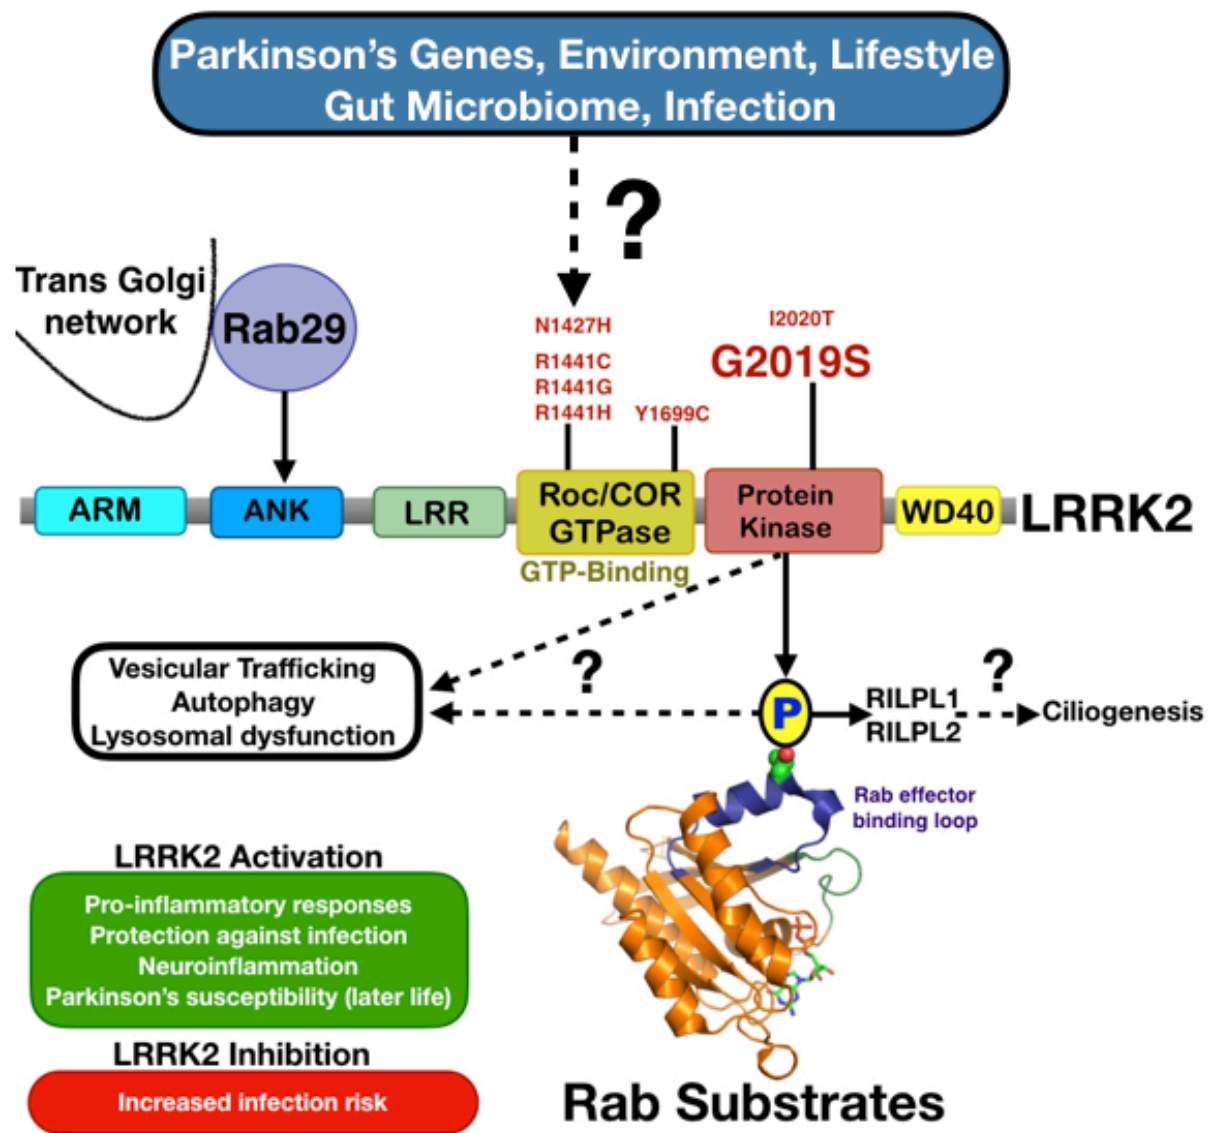 Parkinson's Genes, Environment, Lifestyle
Gut Microbiome, Infection
?
Trans Golgi
network
Rab29
N1427H
R1441C
R1441G
R1441H
Y1699C
I2020T
G2019S
ARM
ANK
LRR
Roc/COR
GTPase
Protein
Kinase
WD40
LRRK2
GTP-Binding
Vesicular Trafficking
Autophagy
Lysosomal dysfunction
?
P
RILPL1
RILPL2
?
Ciliogenesis
Rab effector
binding loop
LRRK2 Activation
Pro-inflammatory responses
Protection against infection
Neuroinflammation
Parkinson's susceptibility (later life)
LRRK2 Inhibition
Increased infection risk
Rab Substrates